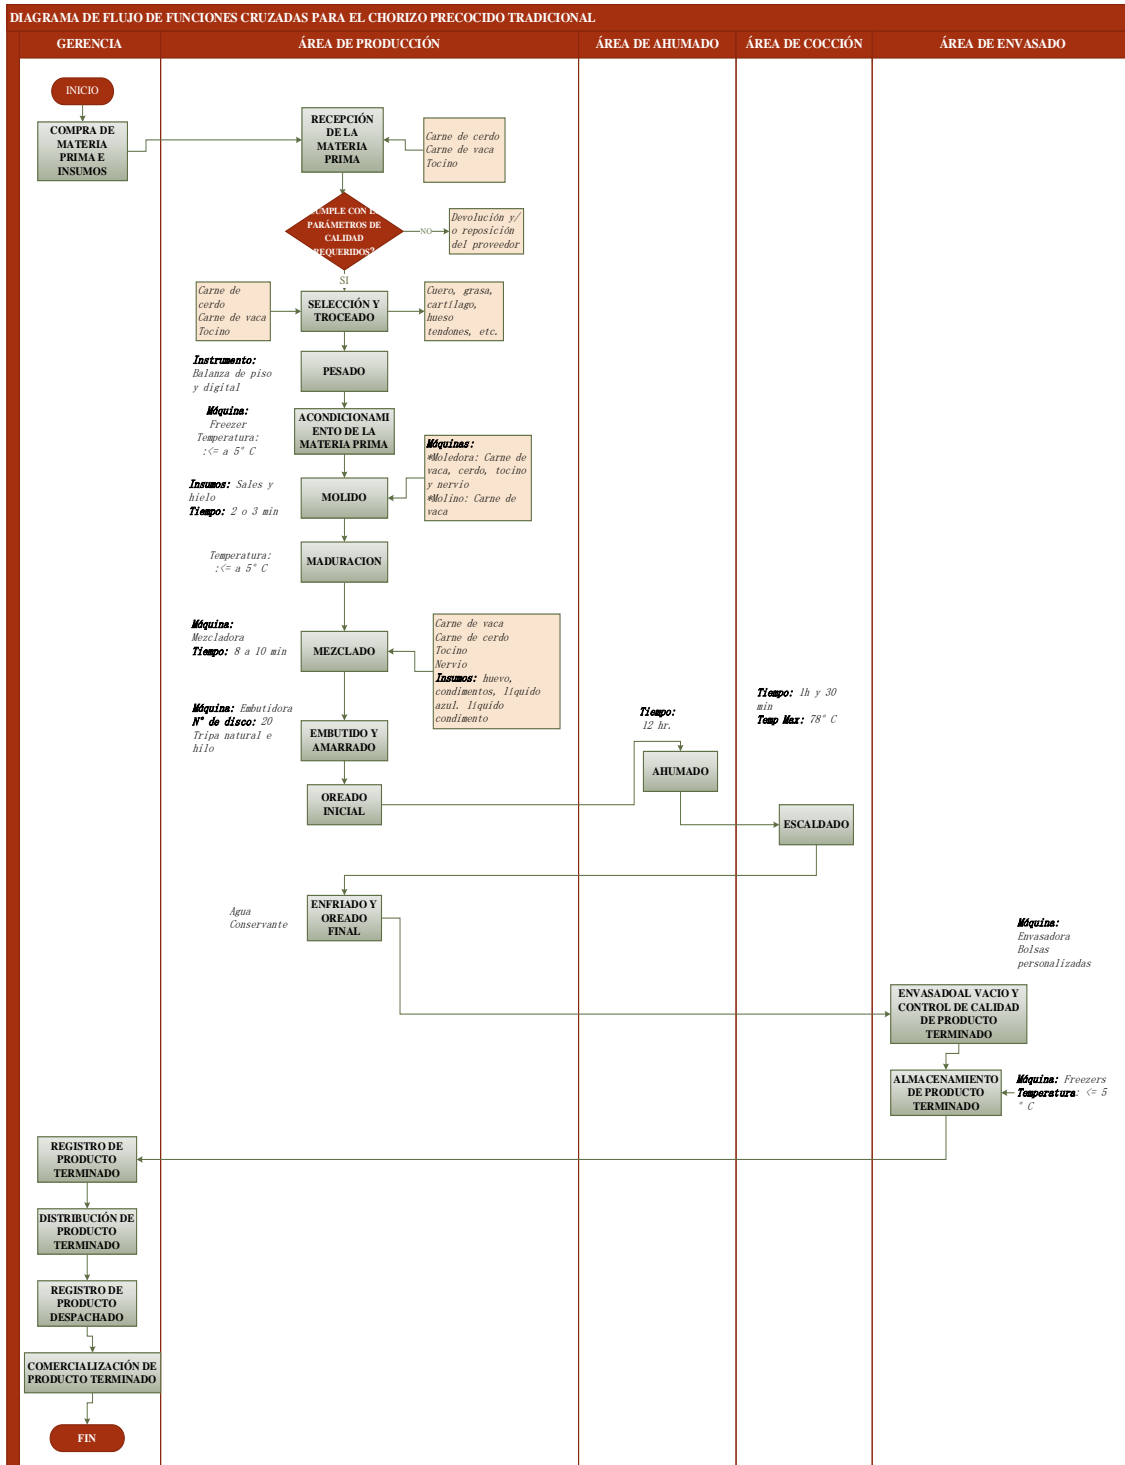 DIAGRAMA DE FLUJO DE FUNCIONES CRUZADAS PARA EL CHORIZO PRECOCIDO TRADICIONAL
GERENCIA
ÁREA DE PRODUCCIÓN
ÁREA DE AHUMADO
ÁREA DE COCCIÓN
ÁREA DE ENVASADO
INICIO
COMPRA DE
MATERIA
PRIMA E
INSUMOS
RECEPCIÓN
DE LA
MATERIA
PRIMA
Carne de cerdo
Carne de vaca
Tocino
UMPLE CON L
PARÁMETROS DE
CALIDAD
REQUERIDOS?
NO
Devolución y/
o reposición
del proveedor
SI
Carne de
cerdo
Carne de vaca
Tocino
SELECCIÓN Y
TROCEADO
Cuero, grasa,
cartílago,
hueso
tendones, etc.
Instrumento:
Balanza de piso
y digital
PESADO
Máquina:
Freezer
Temperatura:
:<= a 5° C
ACONDICIONAMI
ENTO DE LA
MATERIA PRIMA
Máquinas:
*Moledora: Carne de
vaca, cerdo, tocino
y nervio
*Molino: Carne de
vaca
Insumos: Sales y
hielo
Tiempo: 2 o 3 min
MOLIDO
Temperatura:
:<= a 5° C
MADURACION
Máquina:
Mezcladora
Tiempo: 8 a 10 min
MEZCLADO
Carne de vaca
Carne de cerdo
Tocino
Nervio
Insumos: huevo,
condimentos, líquido
azul. líquido
condimento
Máquina: Embutidora
N° de disco: 20
Tripa natural e
hilo
EMBUTIDO Y
AMARRADO
Tiempo:
12 hr.
Tiempo: 1h y 30
min
Temp Max: 78° C
AHUMADO
OREADO
INICIAL
ESCALDADO
Agua
Conservante
ENFRIADO Y
OREADO
FINAL
Máquina:
Envasadora
Bolsas
personalizadas
ENVASADOAL VACIO Y
CONTROL DE CALIDAD
DE PRODUCTO
TERMINADO
ALMACENAMIENTO
DE PRODUCTO
TERMINADO
Máquina: Freezers
Temperatura: <= 5
° C
REGISTRO DE
PRODUCTO
TERMINADO
DISTRIBUCIÓN DE
PRODUCTO
TERMINADO
REGISTRO DE
PRODUCTO
DESPACHADO
COMERCIALIZACIÓN DE
PRODUCTO TERMINADO
FIN